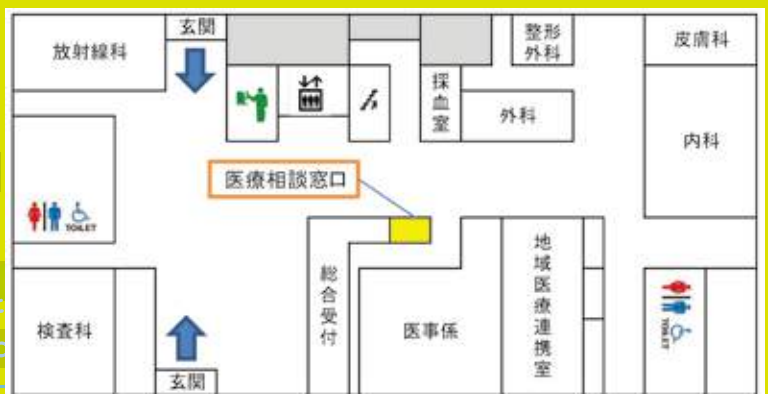 玄関
放射線科
整形
外科
皮膚科
採
血
室
外科
内科
医療相談窓口
TOILET
総
合
受
付
医事係
地
域
医
療
連
携
室
TOILET
検査科
玄関